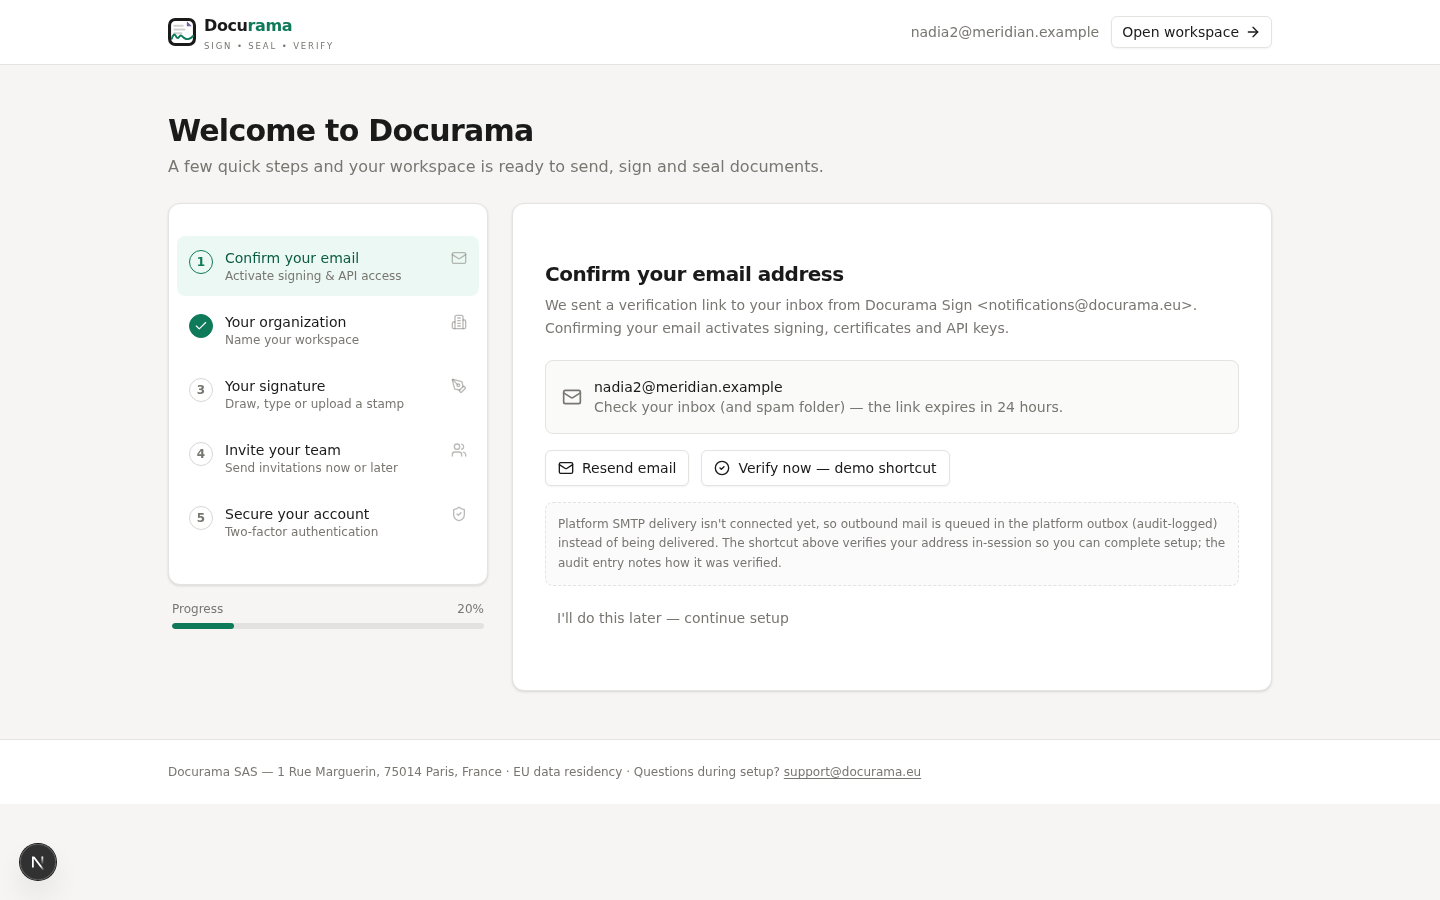 Docurama
SIGN • SEAL • VERIFY
nadia2@meridian.example
Open workspace
Welcome to Docurama
A few quick steps and your workspace is ready to send, sign and seal documents.
1
Confirm your email
Activate signing & API access
Your organization
Name your workspace
3
Your signature
Draw, type or upload a stamp
4
Invite your team
Send invitations now or later
5
Secure your account
Two-factor authentication
Progress
20%
Confirm your email address
We sent a verification link to your inbox from Docurama Sign <notifications@docurama.eu>.
Confirming your email activates signing, certificates and API keys.
nadia2@meridian.example
Check your inbox (and spam folder) — the link expires in 24 hours.
Resend email
Verify now — demo shortcut
Platform SMTP delivery isn't connected yet, so outbound mail is queued in the platform outbox (audit-logged)
instead of being delivered. The shortcut above verifies your address in-session so you can complete setup; the
audit entry notes how it was verified.
I'll do this later — continue setup
Docurama SAS — 1 Rue Marguerin, 75014 Paris, France · EU data residency · Questions during setup? support@docurama.eu
N